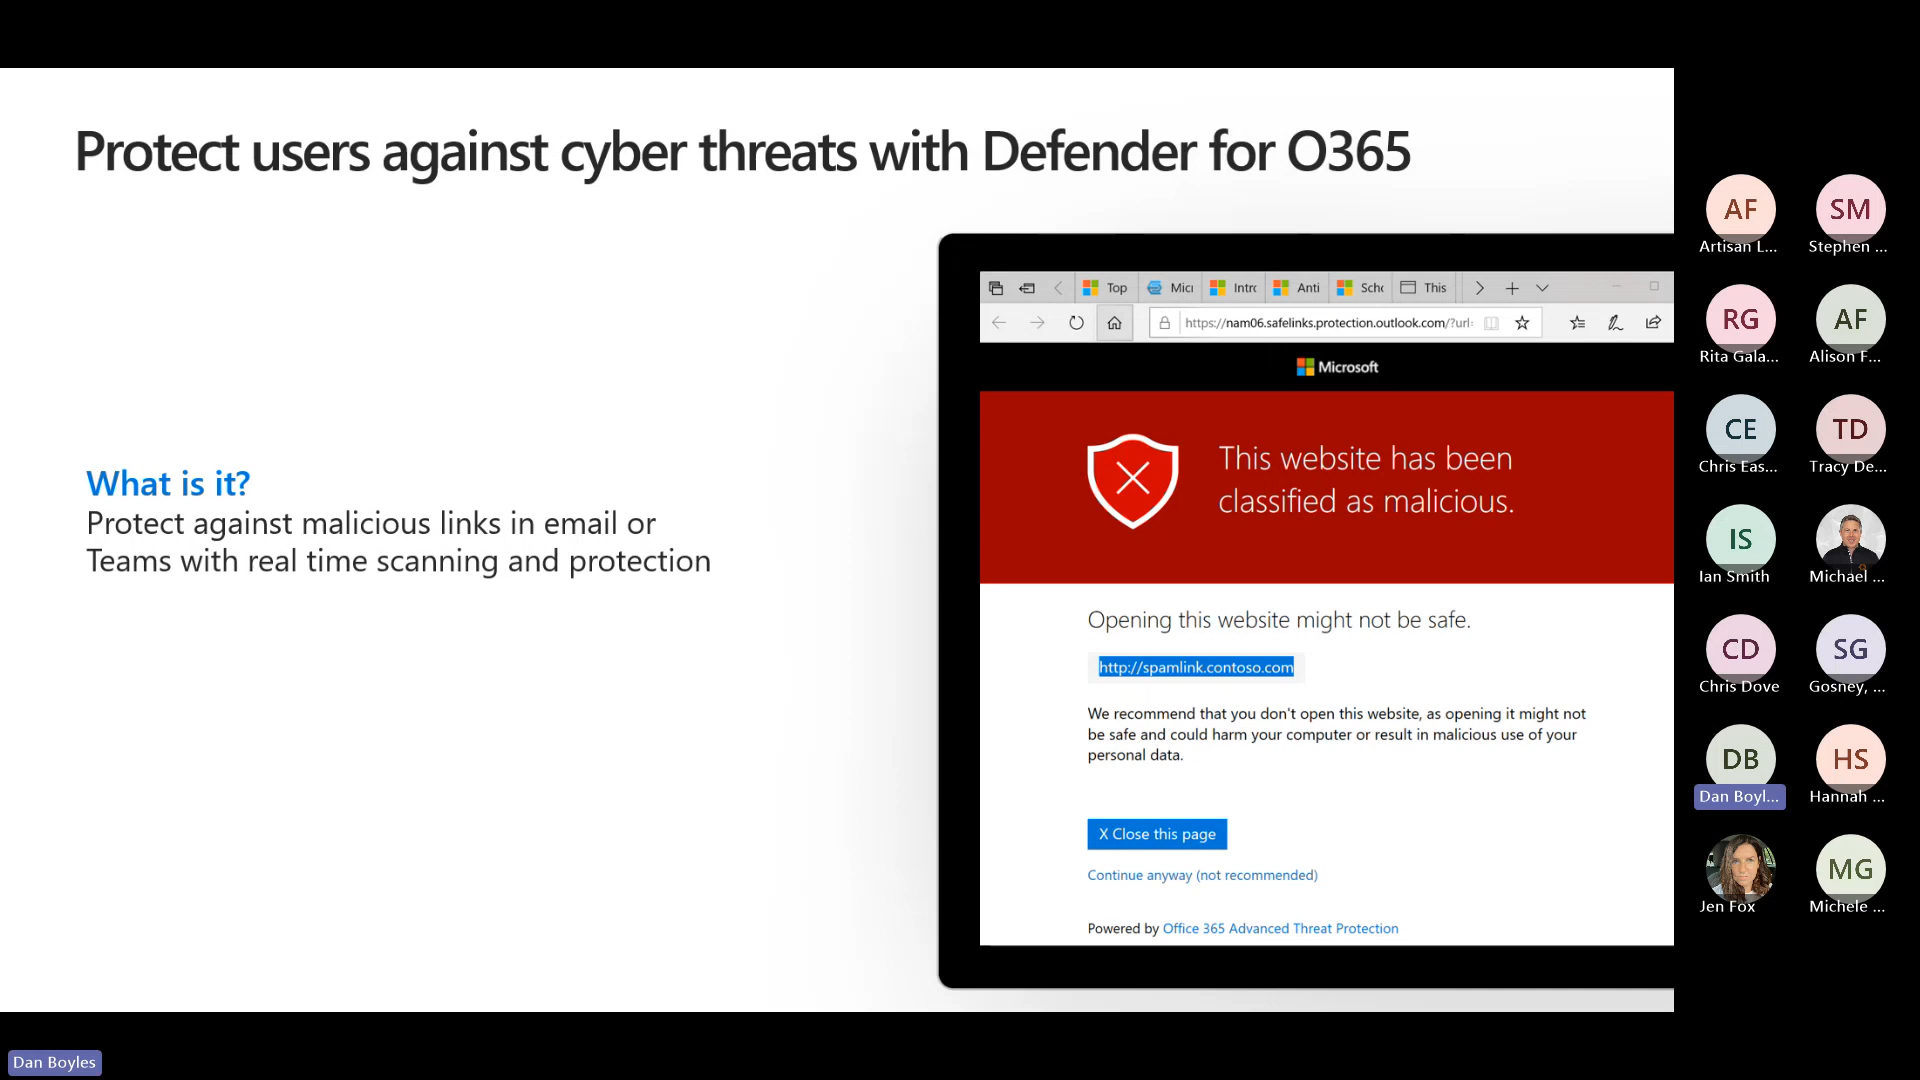 Protect users against cyber threats with Defender for O365
What is it?
Protect against malicious links in email or
Teams with real time scanning and protection
Top
Mici
Intro
Anti
Scho
This
https://nam06.safelinks.protection.outlook.com/?url=
Microsoft
This website has been
classified as malicious.
Opening this website might not be safe.
http://spamlink.contoso.com
We recommend that you don't open this website, as opening it might not
be safe and could harm your computer or result in malicious use of your
personal data.
X Close this page
Continue anyway (not recommended)
Powered by Office 365 Advanced Threat Protection
AF
Artisan L...
SM
Stephen ...
RG
Rita Gala...
AF
Alison F...
CE
Chris Eas...
TD
Tracy De...
IS
Ian Smith
Michael ...
CD
Chris Dove
SG
Gosney, ...
DB
Dan Boyl...
HS
Hannah ...
Jen Fox
MG
Michele ...
Dan Boyles